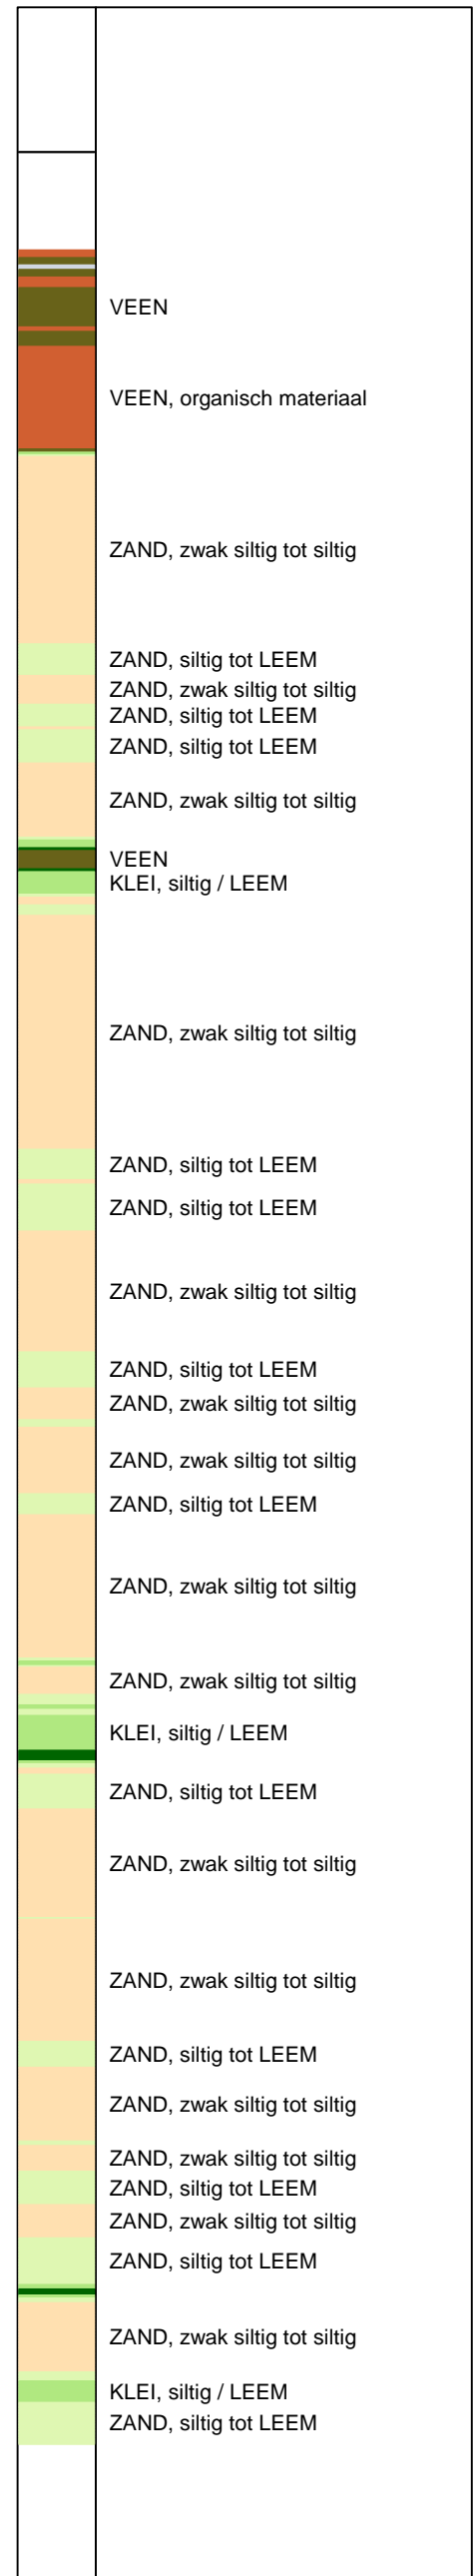 VEEN
VEEN, organisch materiaal
ZAND, zwak siltig tot siltig
ZAND, siltig tot LEEM
ZAND, zwak siltig tot siltig
ZAND, siltig tot LEEM
ZAND, siltig tot LEEM
ZAND, zwak siltig tot siltig
VEEN
KLEI, siltig / LEEM
ZAND, zwak siltig tot siltig
ZAND, siltig tot LEEM
ZAND, siltig tot LEEM
ZAND, zwak siltig tot siltig
ZAND, siltig tot LEEM
ZAND, zwak siltig tot siltig
ZAND, zwak siltig tot siltig
ZAND, siltig tot LEEM
ZAND, zwak siltig tot siltig
ZAND, zwak siltig tot siltig
KLEI, siltig / LEEM
ZAND, siltig tot LEEM
ZAND, zwak siltig tot siltig
ZAND, zwak siltig tot siltig
ZAND, siltig tot LEEM
ZAND, zwak siltig tot siltig
ZAND, zwak siltig tot siltig
ZAND, siltig tot LEEM
ZAND, zwak siltig tot siltig
ZAND, siltig tot LEEM
ZAND, zwak siltig tot siltig
KLEI, siltig / LEEM
ZAND, siltig tot LEEM